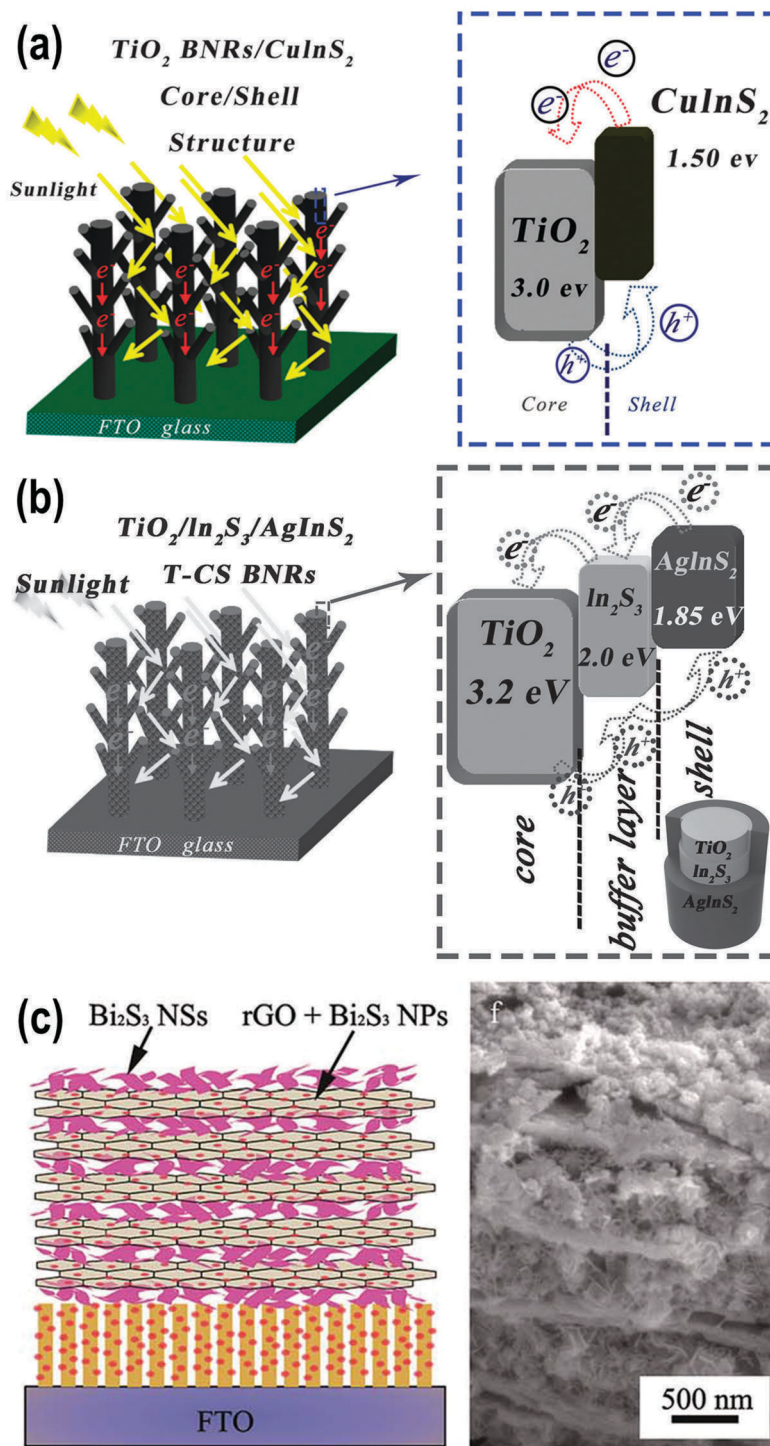 (a)
TiO2 BNRs/CuInS2
Core/Shell
Structure
Sunlight
e-
e-
e-
e-
e-
e-
e-
e-
FTO glass
e-
e-
CuInS2
1.50 ev
TiO2
3.0 ev
h+
h+
Core
Shell
(b)
TiO2/In2S3/AgInS2
T-CS BNRs
Sunlight
e-
e-
e-
e-
e-
e-
e-
e-
FTO glass
e-
e-
e-
AgInS2
1.85 eV
In2S3
2.0 eV
TiO2
3.2 eV
h+
h+
h+
core
buffer layer
shell
TiO2
In2S3
AgInS2
(c)
Bi2S3 NSs
rGO + Bi2S3 NPs
FTO
f
500 nm